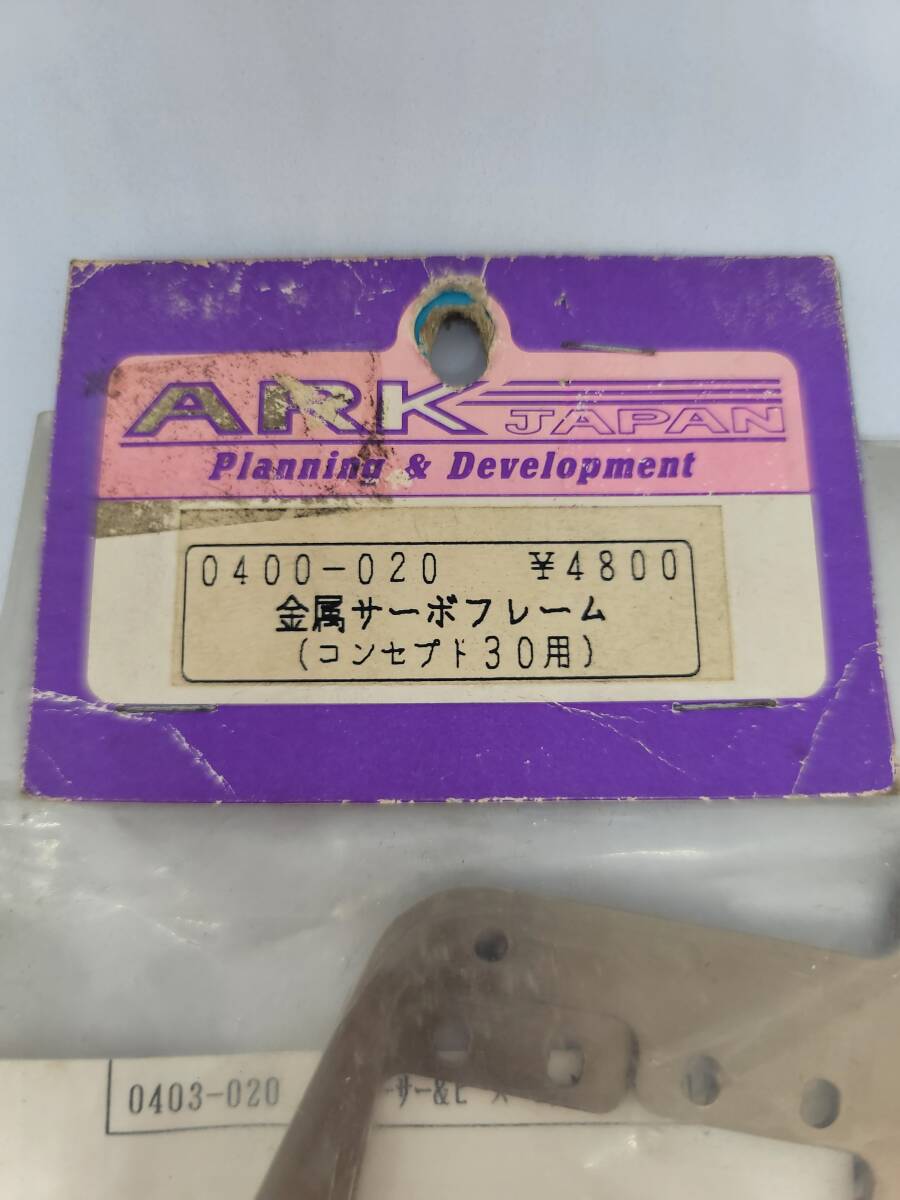 ARK JAPAN
Planning & Development
0400-020 ¥4800
金属サーボフレーム
(コンセプト30用)
0403-020